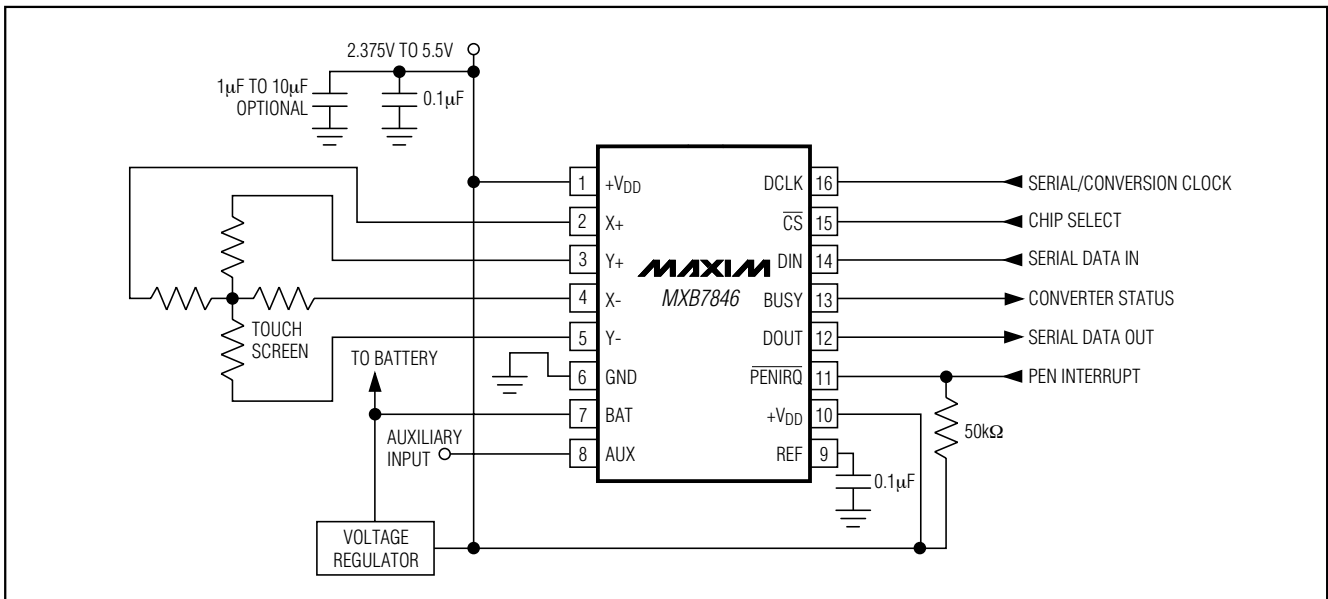 2.375V TO 5.5V
1μF TO 10μF
OPTIONAL
0.1μF
TOUCH
SCREEN
TO BATTERY
AUXILIARY
INPUT
VOLTAGE
REGULATOR
1 +VDD
2 X+
3 Y+
4 X-
5 Y-
6 GND
7 BAT
8 AUX
MAXIM
MXB7846
DCLK 16 SERIAL/CONVERSION CLOCK
C̅S̅ 15 CHIP SELECT
DIN 14 SERIAL DATA IN
BUSY 13 CONVERTER STATUS
DOUT 12 SERIAL DATA OUT
P̅E̅N̅I̅R̅Q̅ 11 PEN INTERRUPT
+VDD 10
REF 9
50kΩ
0.1μF